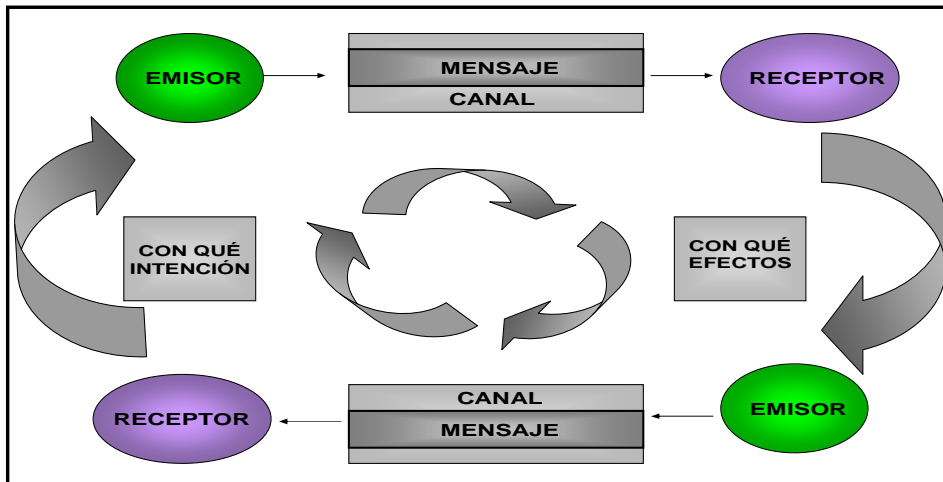 EMISOR
MENSAJE
CANAL
RECEPTOR
CON QUÉ
INTENCIÓN
CON QUÉ
EFECTOS
RECEPTOR
CANAL
MENSAJE
EMISOR